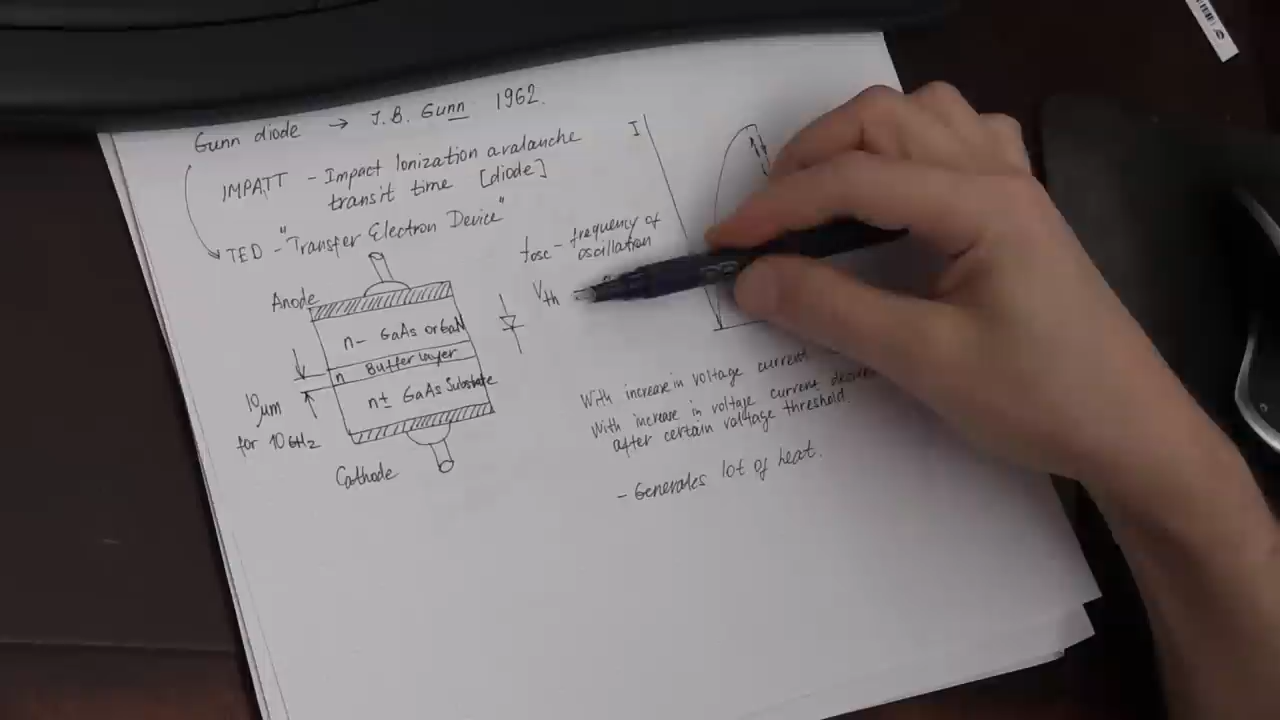 Gunn diode → J.B. Gunn 1962.
IMPATT - Impact Ionization avalanche
transit time [diode]
TED - "Transfer Electron Device"
Anode
n- GaAs or GaN
n Buffer layer
n+ GaAs Substrate
10μm
for 10 GHz
Cathode
fosc - frequency of
oscillation
Vth
I
With increase in voltage current
With increase in voltage current
after certain voltage threshold.
- Generates lot of heat.